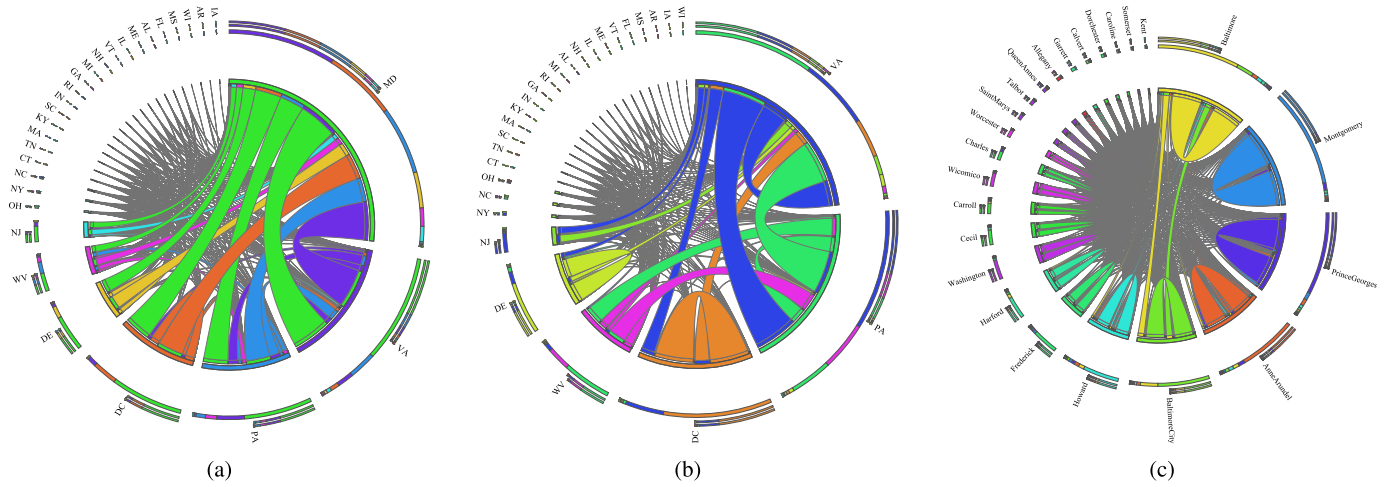 IA
AR
WI
MS
FL
AL
ME
IL
VT
NH
MI
GA
RI
IN
SC
KY
MA
TN
CT
NC
NY
OH
NJ
WV
DE
DC
PA
VA
MD
(a)
WI
IA
AR
MS
FL
VT
ME
IL
NH
AL
MI
RI
GA
IN
KY
MA
SC
TN
CT
OH
NC
NY
NJ
DE
WV
DC
PA
VA
(b)
Kent
Somerset
Caroline
Dorchester
Calvert
Garrett
Allegany
QueenAnnes
Talbot
SaintMarys
Worcester
Charles
Wicomico
Carroll
Cecil
Washington
Harford
Frederick
Howard
BaltimoreCity
AnneArundel
PrinceGeorges
Montgomery
Baltimore
(c)